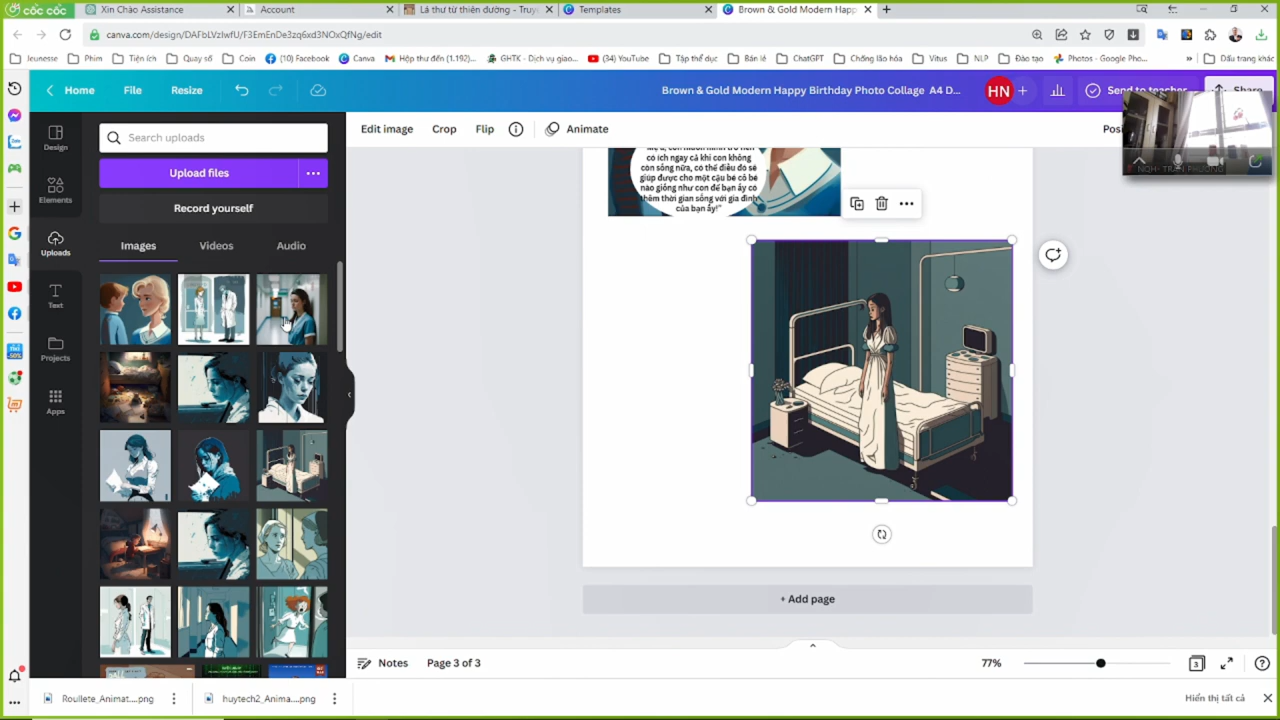 cốc cốc
Xin Chào Assistance
Account
Lá thư từ thiên đường - Truyệ
Templates
Brown & Gold Modern Happ
canva.com/design/DAFbLVzIwfU/F3EmEnDe3zq6xd3NOxQfNg/edit
Jeunesse
Phim
Tiện ích
Quay số
Coin
(10) Facebook
Canva
Hộp thư đến (1.192)...
GHTK - Dịch vụ giao...
(34) YouTube
Tập thể dục
Bán lẻ
ChatGPT
Chống lão hóa
Vitus
NLP
Đào tạo
Photos - Google Pho...
Dấu trang khác
Home
File
Resize
Brown & Gold Modern Happy Birthday Photo Collage A4 D...
HN
Send to teacher
Share
Design
Elements
Uploads
Text
Projects
Apps
Search uploads
Upload files
Record yourself
Images
Videos
Audio
Edit image
Crop
Flip
Animate
Posi
có ích ngay cả khi con không
còn sống nữa, có thể điều đó sẽ
giúp được cho một cậu bé cô bé
nào giống như con để bạn ấy có
thêm thời gian sống với gia đình
của bạn ấy!"
+ Add page
Notes
Page 3 of 3
77%
3
Roullete_Animat....png
huytech2_Anima....png
Hiển thị tất cả